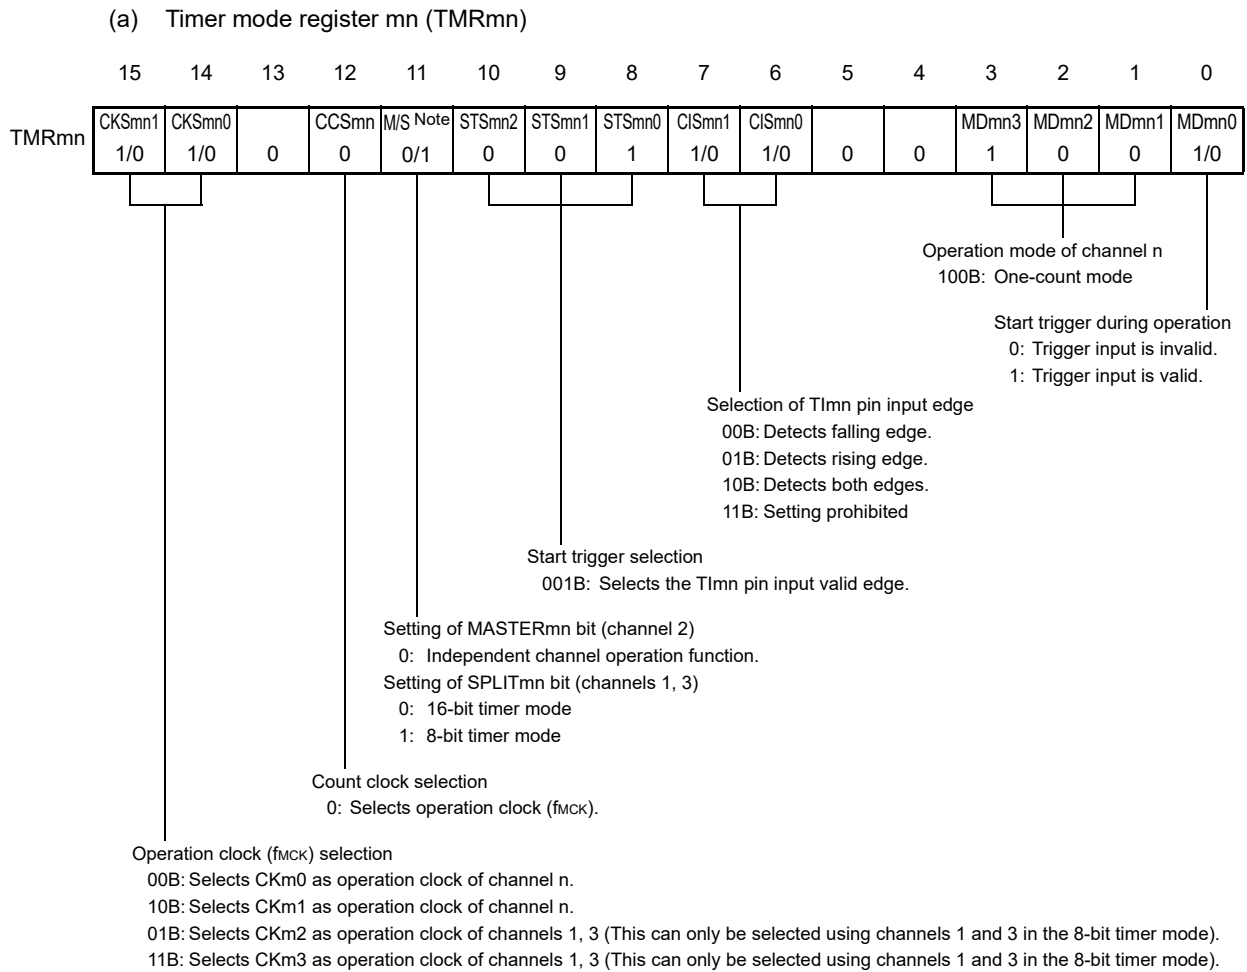 (a) Timer mode register mn (TMRmn)
15 14 13 12 11 10 9 8 7 6 5 4 3 2 1 0
TMRmn
CKSmn1 CKSmn0 CCSmn M/S Note STSmn2 STSmn1 STSmn0 CISmn1 CISmn0 MDmn3 MDmn2 MDmn1 MDmn0
1/0 1/0 0 0 0/1 0 0 1 1/0 1/0 0 0 1 0 0 1/0
Operation mode of channel n
100B: One-count mode
Start trigger during operation
0: Trigger input is invalid.
1: Trigger input is valid.
Selection of TImn pin input edge
00B: Detects falling edge.
01B: Detects rising edge.
10B: Detects both edges.
11B: Setting prohibited
Start trigger selection
001B: Selects the TImn pin input valid edge.
Setting of MASTERmn bit (channel 2)
0: Independent channel operation function.
Setting of SPLITmn bit (channels 1, 3)
0: 16-bit timer mode
1: 8-bit timer mode
Count clock selection
0: Selects operation clock (fMCK).
Operation clock (fMCK) selection
00B: Selects CKm0 as operation clock of channel n.
10B: Selects CKm1 as operation clock of channel n.
01B: Selects CKm2 as operation clock of channels 1, 3 (This can only be selected using channels 1 and 3 in the 8-bit timer mode).
11B: Selects CKm3 as operation clock of channels 1, 3 (This can only be selected using channels 1 and 3 in the 8-bit timer mode).